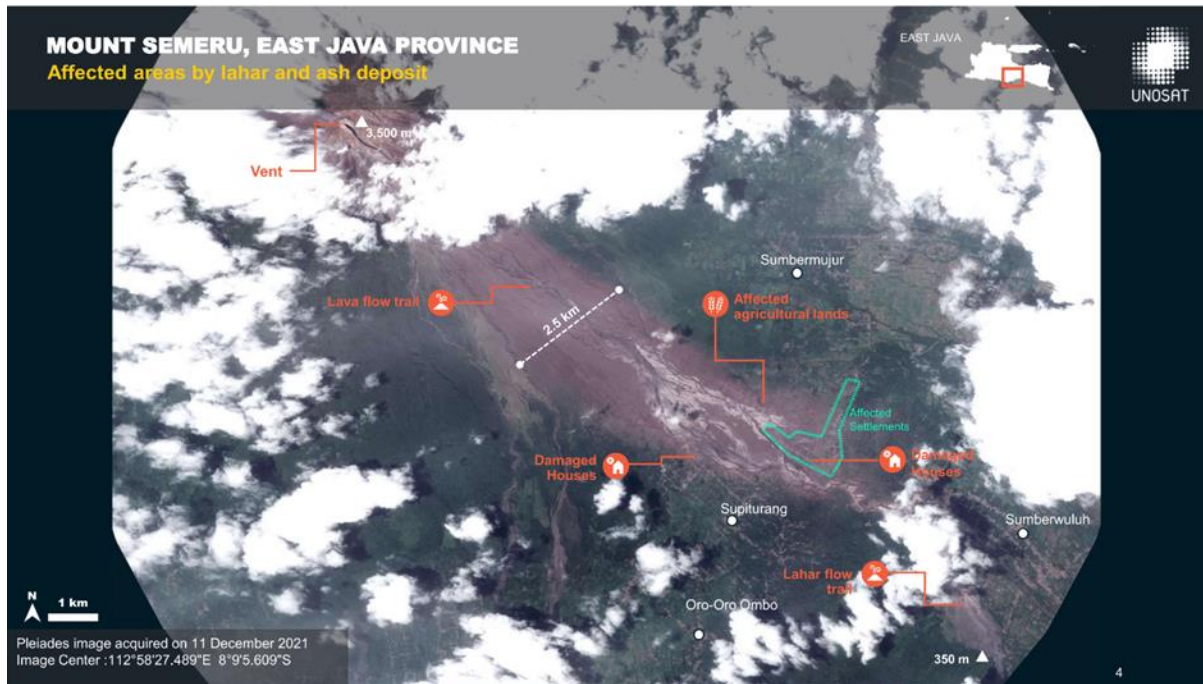 MOUNT SEMERU, EAST JAVA PROVINCE
Affected areas by lahar and ash deposit
EAST JAVA
UNOSAT
3,500 m
Vent
Sumbermujur
Lava flow trail
2.5 km
Affected
agricultural lands
Affected
Settlements
Damaged
Houses
Damaged
Houses
Supiturang
Sumberwuluh
Lahar flow
trail
Oro-Oro Ombo
N
1 km
350 m
Pleiades image acquired on 11 December 2021
Image Center :112°58'27.489"E 8°9'5.609"S
4